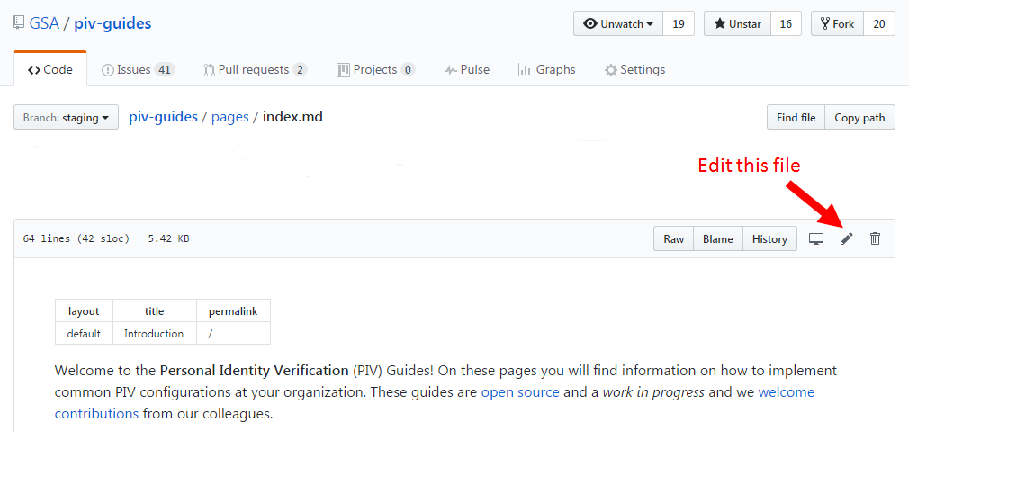 GSA / piv-guides
Unwatch 19 Unstar 16 Fork 20
Code Issues 41 Pull requests 2 Projects 0 Pulse Graphs Settings
Branch: staging piv-guides / pages / index.md Find file Copy path
Edit this file
64 lines (42 sloc) 5.42 KB Raw Blame History
layout title permalink
default Introduction /
Welcome to the Personal Identity Verification (PIV) Guides! On these pages you will find information on how to implement
common PIV configurations at your organization. These guides are open source and a work in progress and we welcome
contributions from our colleagues.